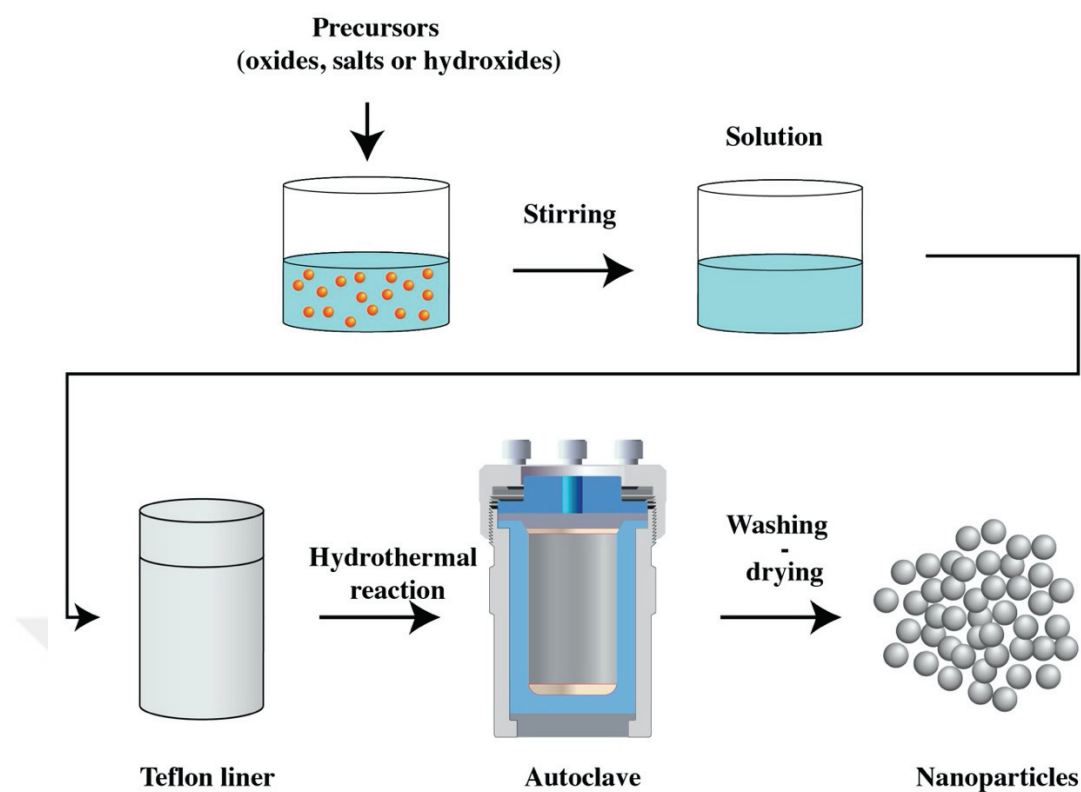 Precursors
(oxides, salts or hydroxides)
Solution
Stirring
Hydrothermal
reaction
Washing
-
drying
Teflon liner
Autoclave
Nanoparticles